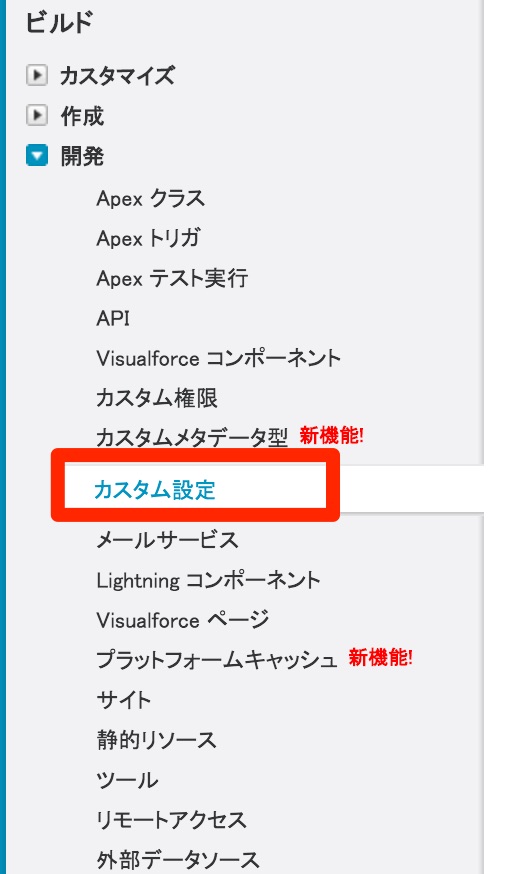 ビルド
カスタマイズ
作成
開発
Apex クラス
Apex トリガ
Apex テスト実行
API
Visualforce コンポーネント
カスタム権限
カスタムメタデータ型 新機能!
カスタム設定
メールサービス
Lightning コンポーネント
Visualforce ページ
プラットフォームキャッシュ 新機能!
サイト
静的リソース
ツール
リモートアクセス
外部データソース